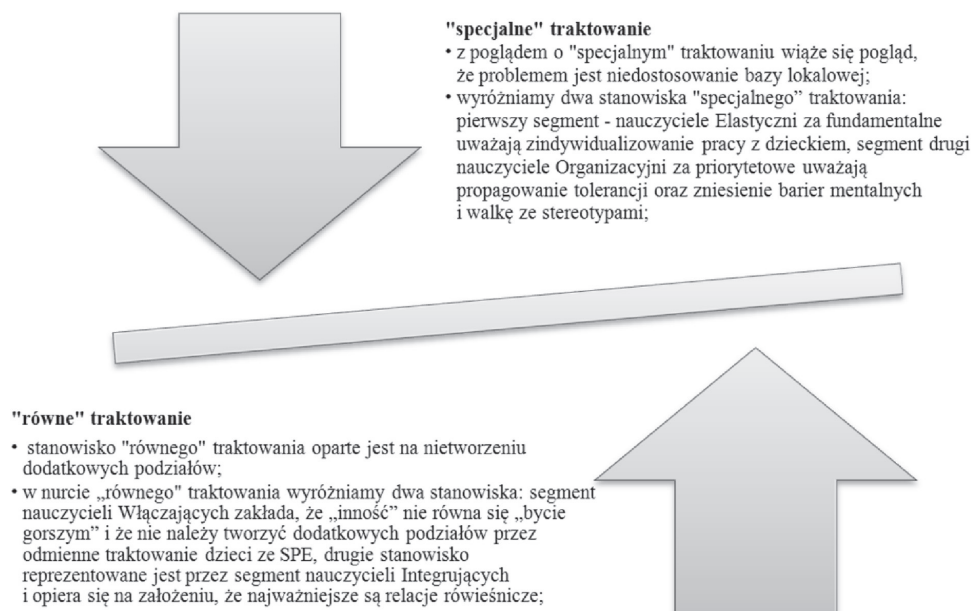 "specjalne" traktowanie
• z poglądem o "specjalnym" traktowaniu wiąże się pogląd,
że problemem jest niedostosowanie bazy lokalowej;
• wyróżniamy dwa stanowiska "specjalnego” traktowania:
pierwszy segment - nauczyciele Elastyczni za fundamentalne
uważają zindywidualizowanie pracy z dzieckiem, segment drugi
nauczyciele Organizacyjni za priorytetowe uważają
propagowanie tolerancji oraz zniesienie barier mentalnych
i walkę ze stereotypami;
"równe" traktowanie
• stanowisko "równego" traktowania oparte jest na nietworzeniu
dodatkowych podziałów;
• w nurcie „równego" traktowania wyróżniamy dwa stanowiska: segment
nauczycieli Włączających zakłada, że „inność” nie równa się „bycie
gorszym” i że nie należy tworzyć dodatkowych podziałów przez
odmienne traktowanie dzieci ze SPE, drugie stanowisko
reprezentowane jest przez segment nauczycieli Integrujących
i opiera się na założeniu, że najważniejsze są relacje rówieśnicze;